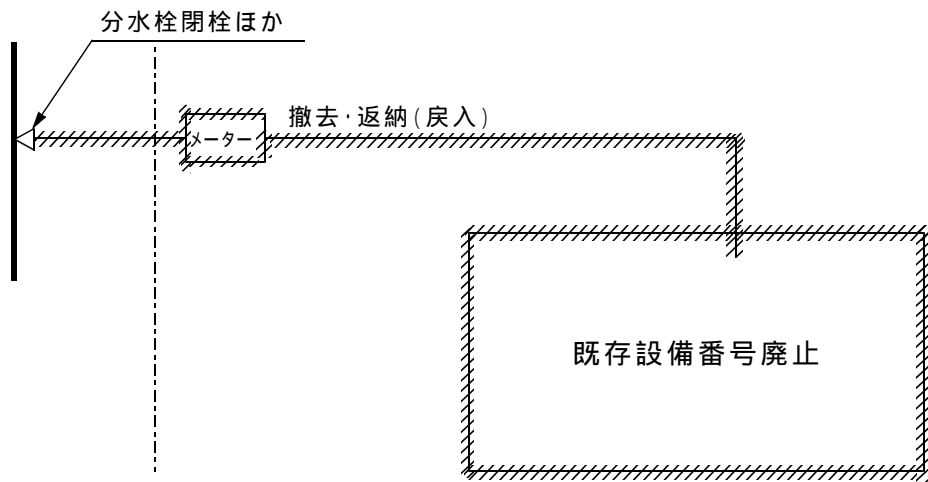 分水栓閉栓ほか
撤去・返納(戻入)
メーター
既存設備番号廃止